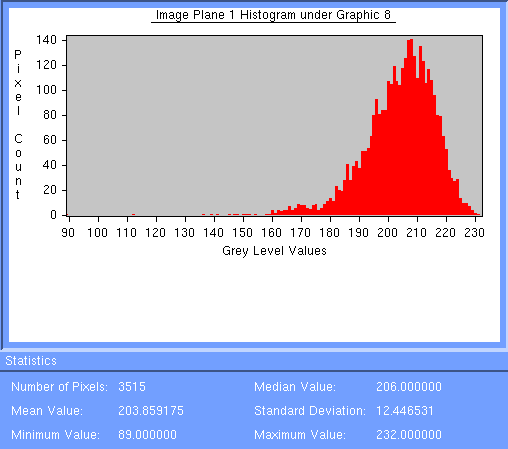 Image Plane 1 Histogram under Graphic 8
Pixel Count
140
120
100
80
60
40
20
0
90 100 110 120 130 140 150 160 170 180 190 200 210 220 230
Grey Level Values
Statistics
Number of Pixels: 3515 Median Value: 206.000000
Mean Value: 203.859175 Standard Deviation: 12.446531
Minimum Value: 89.000000 Maximum Value: 232.000000